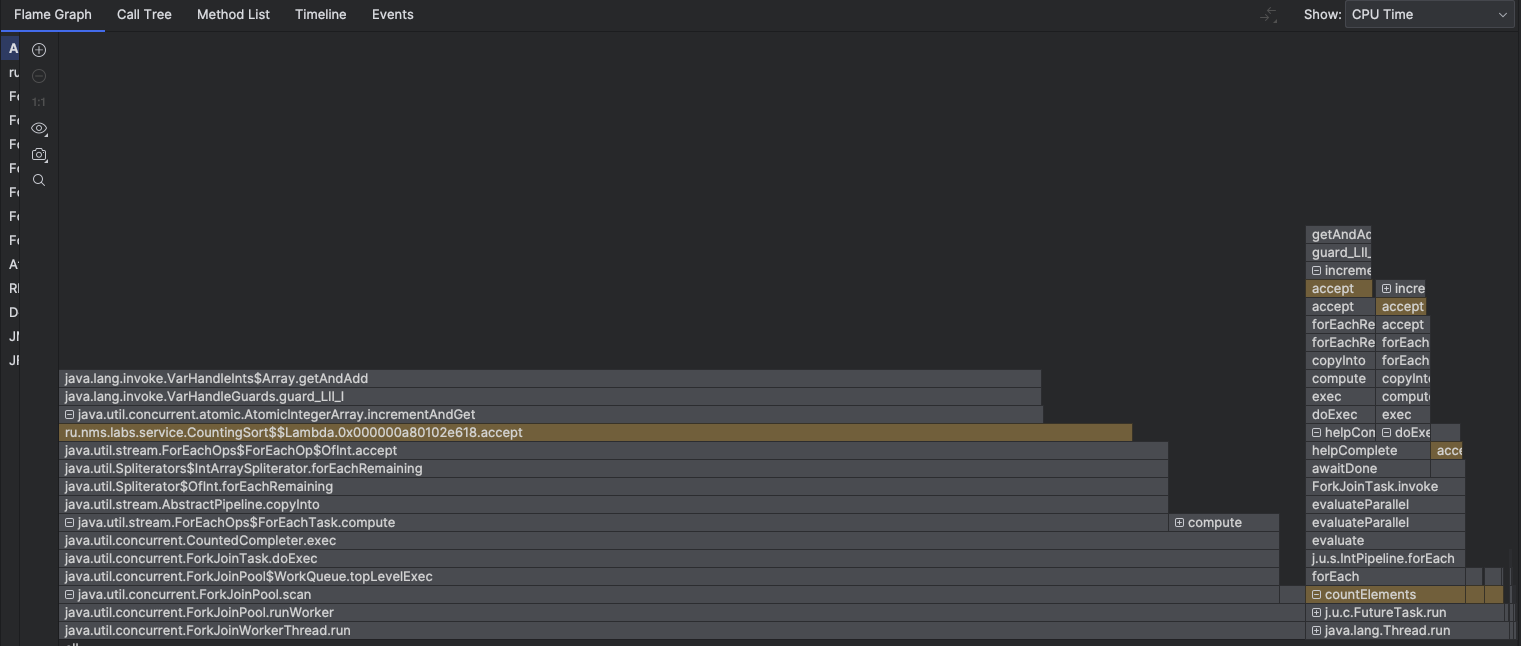 Flame Graph Call Tree Method List Timeline Events Show: CPU Time
A
ru
Fo
Fo
Fo
Fo
Fo
Fo
Fo
A
R
D
JI
JF
1:1
getAndAd
guard_LII_
increme
accept incre
accept accept
forEachRe accept
forEachRe forEach
copyInto forEach
java.lang.invoke.VarHandleInts$Array.getAndAdd compute copyInt
java.lang.invoke.VarHandleGuards.guard_LII_I exec comput
java.util.concurrent.atomic.AtomicIntegerArray.incrementAndGet doExec exec
ru.nms.labs.service.CountingSort$$Lambda.0x000000a80102e618.accept helpCon doExe
java.util.stream.ForEachOps$ForEachOp$OfInt.accept helpComplete acce
java.util.Spliterators$IntArraySpliterator.forEachRemaining awaitDone
java.util.Spliterator$OfInt.forEachRemaining ForkJoinTask.invoke
java.util.stream.AbstractPipeline.copyInto evaluateParallel
java.util.stream.ForEachOps$ForEachTask.compute compute evaluateParallel
java.util.concurrent.CountedCompleter.exec evaluate
java.util.concurrent.ForkJoinTask.doExec j.u.s.IntPipeline.forEach
java.util.concurrent.ForkJoinPool$WorkQueue.topLevelExec forEach
java.util.concurrent.ForkJoinPool.scan countElements
java.util.concurrent.ForkJoinPool.runWorker j.u.c.FutureTask.run
java.util.concurrent.ForkJoinWorkerThread.run java.lang.Thread.run